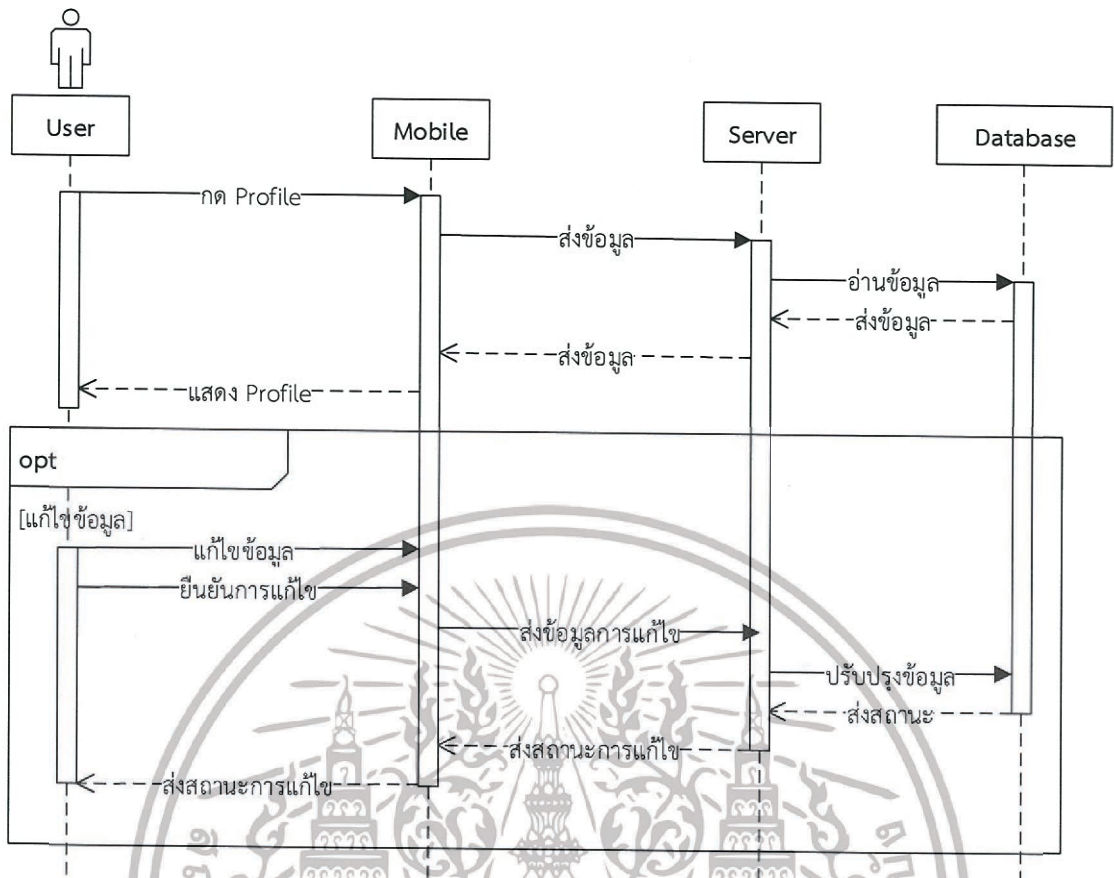 User
Mobile
Server
Database
กด Profile
ส่งข้อมูล
อ่านข้อมูล
ส่งข้อมูล
ส่งข้อมูล
แสดง Profile
opt
[แก้ไขข้อมูล]
แก้ไขข้อมูล
ยืนยันการแก้ไข
ส่งข้อมูลการแก้ไข
ปรับปรุงข้อมูล
ส่งสถานะ
ส่งสถานะการแก้ไข
ส่งสถานะการแก้ไข